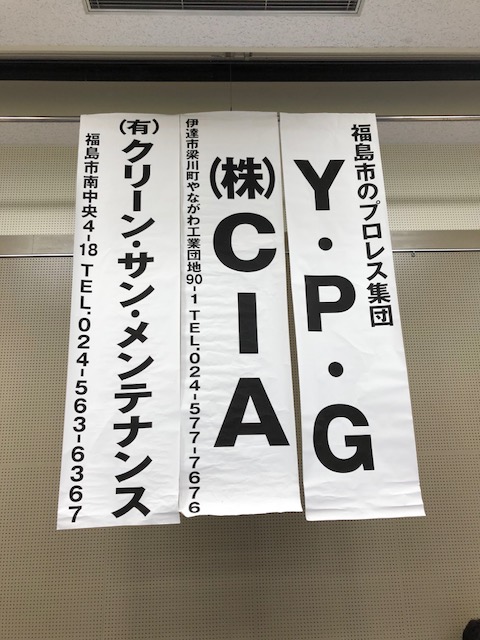 福島市のプロレス集団
Y・P・G
(株)CIA
伊達市梁川町やながわ工業団地90-1 TEL.024-577-7676
(有)クリーン・サン・メンテナンス
福島市南中央4-18 TEL.024-563-6367